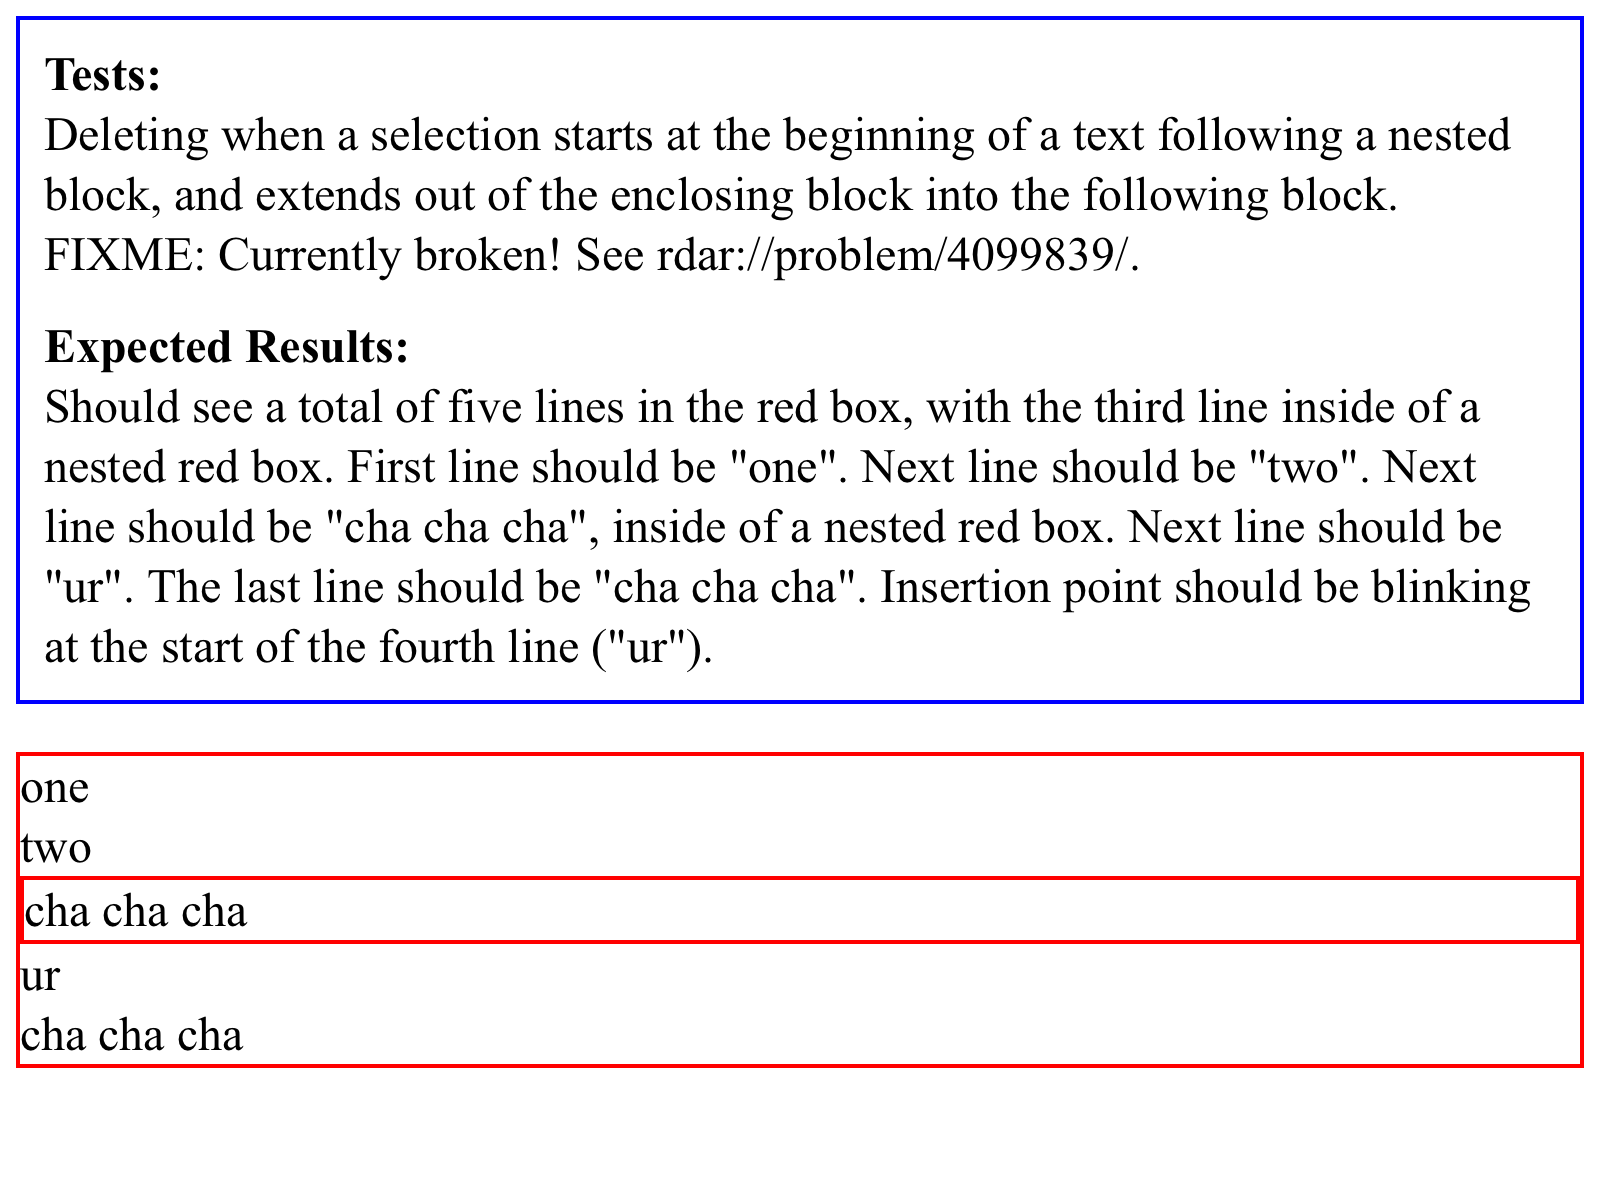 Tests:
Deleting when a selection starts at the beginning of a text following a nested
block, and extends out of the enclosing block into the following block.
FIXME: Currently broken! See rdar://problem/4099839/.
Expected Results:
Should see a total of five lines in the red box, with the third line inside of a
nested red box. First line should be "one". Next line should be "two". Next
line should be "cha cha cha", inside of a nested red box. Next line should be
"ur". The last line should be "cha cha cha". Insertion point should be blinking
at the start of the fourth line ("ur").
one
two
cha cha cha
ur
cha cha cha